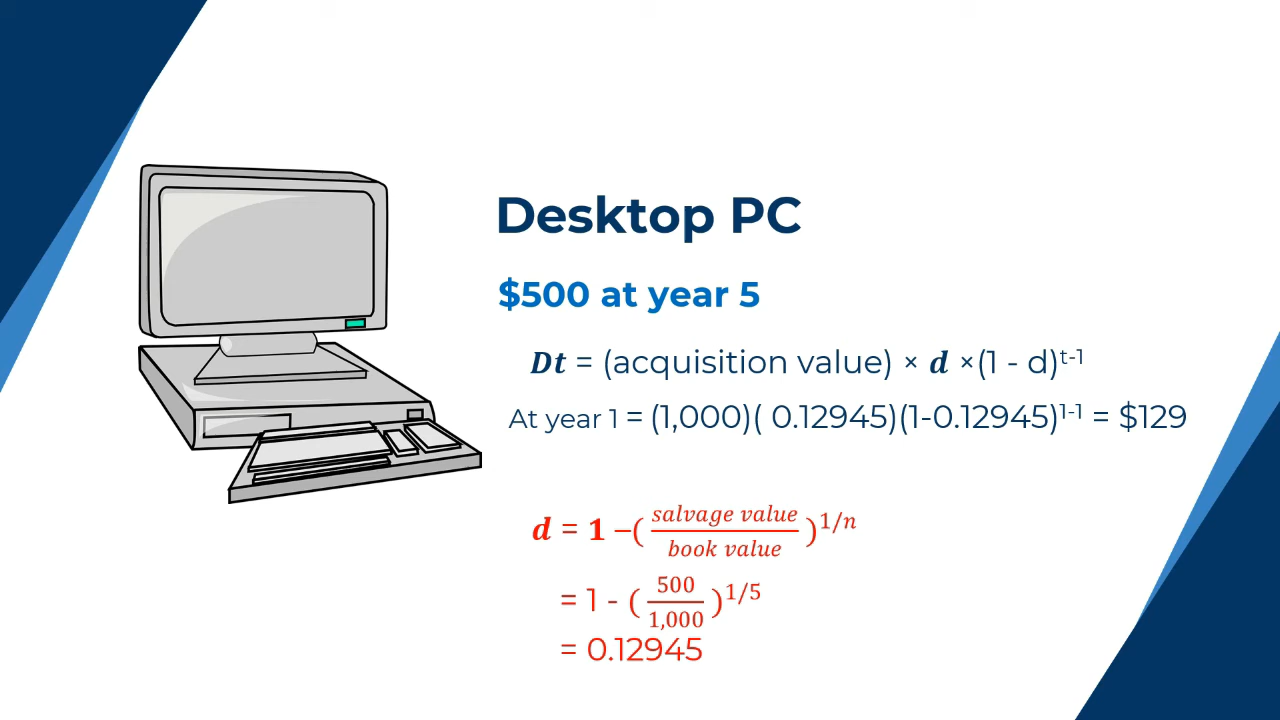 Desktop PC
$500 at year 5
Dt = (acquisition value) × d ×(1 - d)^t-1
At year 1 = (1,000)( 0.12945)(1-0.12945)^1-1 = $129
d = 1 –( salvage value / book value )^1/n
= 1 - ( 500 / 1,000 )^1/5
= 0.12945